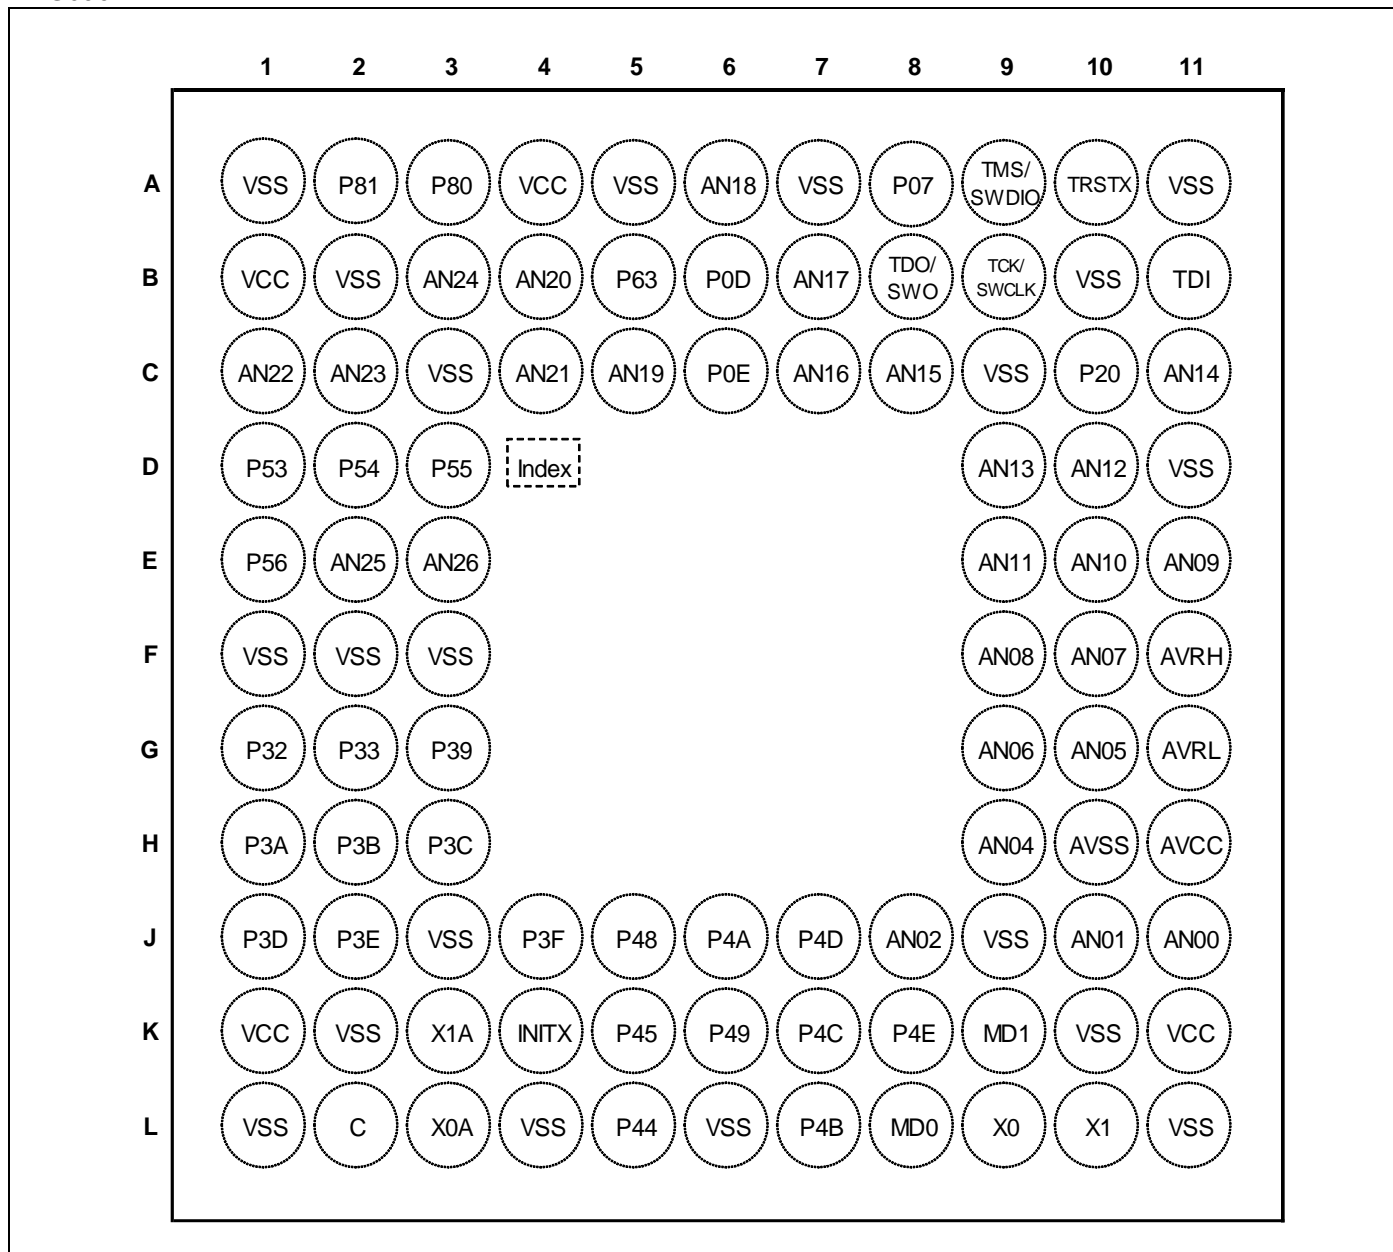 1 2 3 4 5 6 7 8 9 10 11
A VSS P81 P80 VCC VSS AN18 VSS P07 TMS/ SWDIO TRSTX VSS
B VCC VSS AN24 AN20 P63 P0D AN17 TDO/ SWO TCK/ SWCLK VSS TDI
C AN22 AN23 VSS AN21 AN19 P0E AN16 AN15 VSS P20 AN14
D P53 P54 P55 Index AN13 AN12 VSS
E P56 AN25 AN26 AN11 AN10 AN09
F VSS VSS VSS AN08 AN07 AVRH
G P32 P33 P39 AN06 AN05 AVRL
H P3A P3B P3C AN04 AVSS AVCC
J P3D P3E VSS P3F P48 P4A P4D AN02 VSS AN01 AN00
K VCC VSS X1A INITX P45 P49 P4C P4E MD1 VSS VCC
L VSS C X0A VSS P44 VSS P4B MD0 X0 X1 VSS